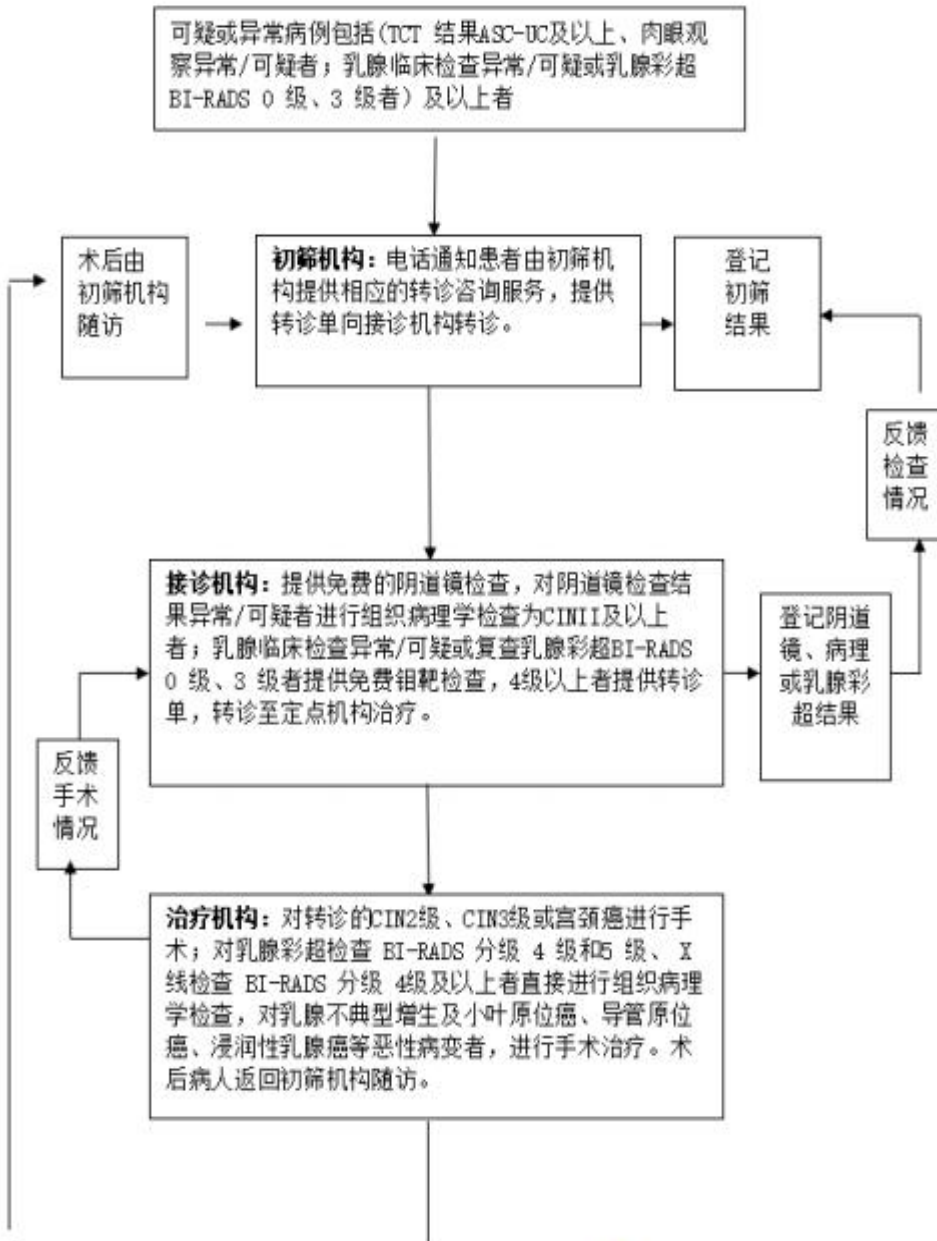 可疑或异常病例包括(TCT 结果ASC-UC及以上、肉眼观
察异常/可疑者；乳腺临床检查异常/可疑或乳腺彩超
BI-RADS 0 级、3 级者）及以上者
术后由
初筛机构
随访
初筛机构：电话通知患者由初筛机
构提供相应的转诊咨询服务，提供
转诊单向接诊机构转诊。
登记
初筛
结果
反馈
检查
情况
接诊机构：提供免费的阴道镜检查，对阴道镜检查结
果异常/可疑者进行组织病理学检查为CINII及以上
者；乳腺临床检查异常/可疑或复查乳腺彩超BI-RADS
0 级、3 级者提供免费钼靶检查，4级以上者提供转诊
单，转诊至定点机构治疗。
登记阴道
镜、病理
或乳腺彩
超结果
反馈
手术
情况
治疗机构：对转诊的CIN2级、CIN3级或宫颈癌进行手
术；对乳腺彩超检查 BI-RADS 分级 4 级和5 级、 X
线检查 BI-RADS 分级 4级及以上者直接进行组织病理
学检查，对乳腺不典型增生及小叶原位癌、导管原位
癌、浸润性乳腺癌等恶性病变者，进行手术治疗。术
后病人返回初筛机构随访。